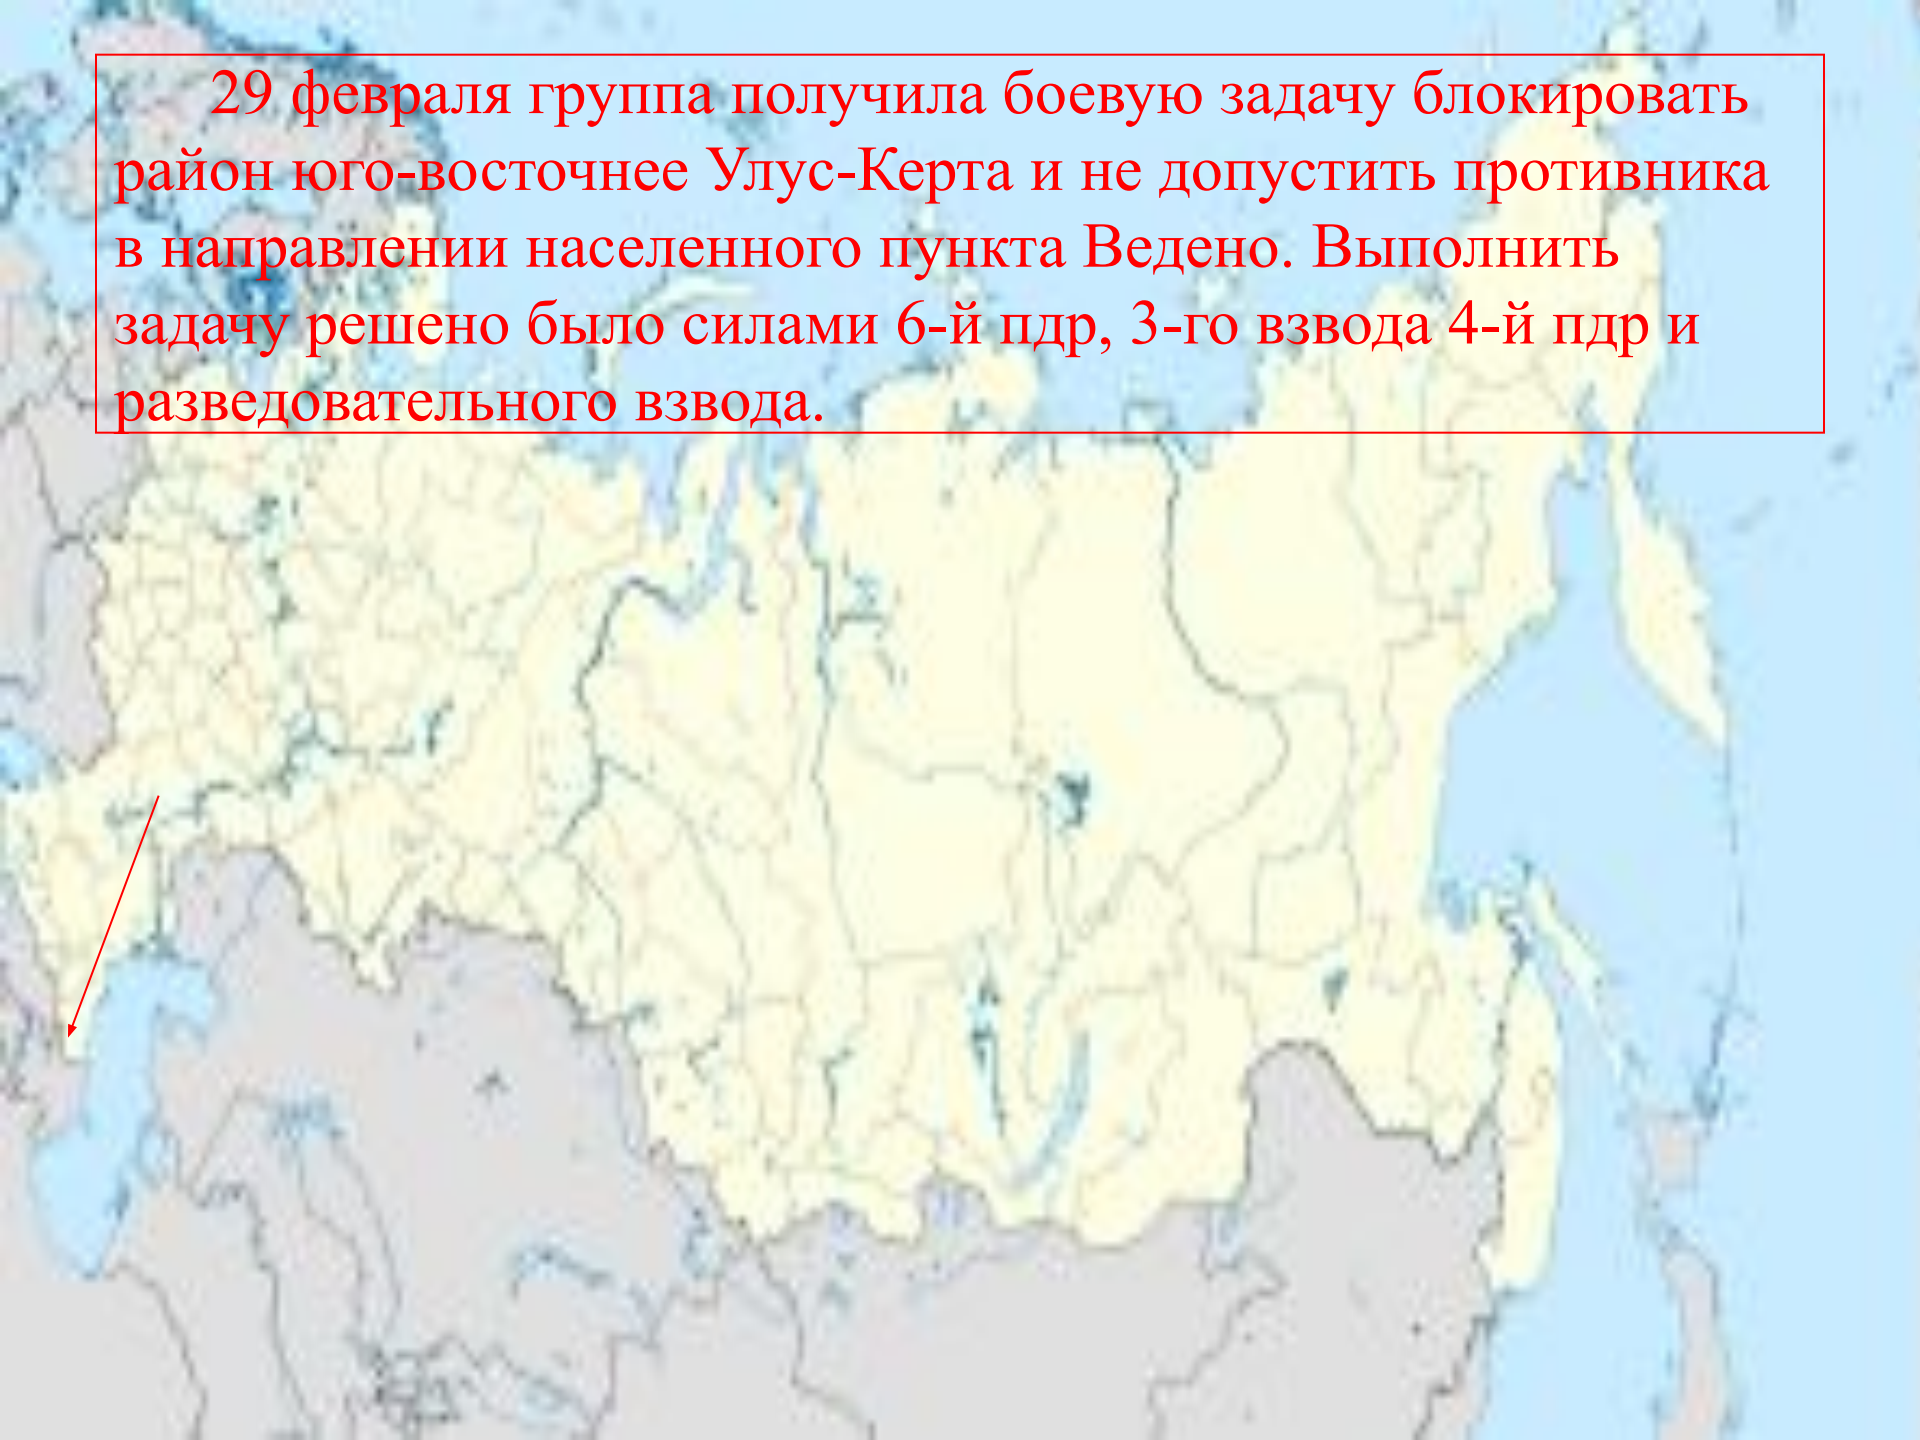 29 февраля группа получила боевую задачу блокировать
район юго-восточнее Улус-Керта и не допустить противника
в направлении населенного пункта Ведено. Выполнить
задачу решено было силами 6-й пдр, 3-го взвода 4-й пдр и
разведовательного взвода.